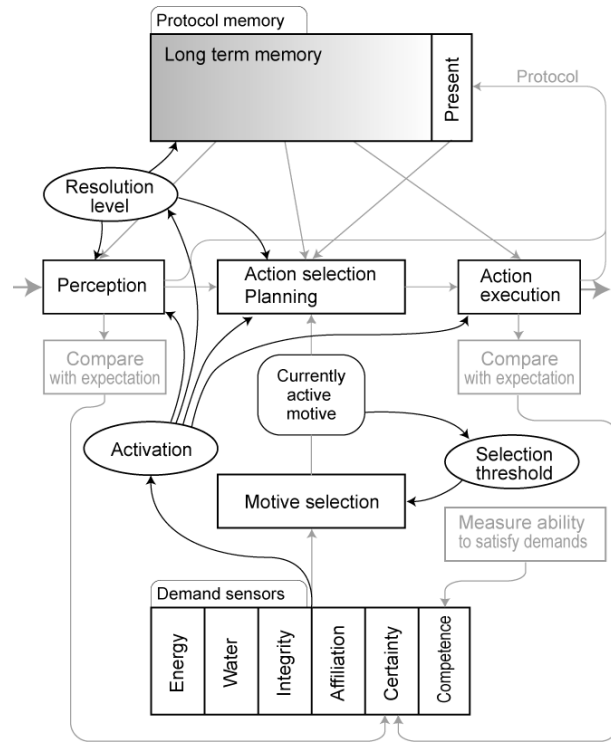 Protocol memory
Long term memory
Present
Protocol
Resolution
level
Perception
Action selection
Planning
Action
execution
Compare
with expectation
Currently
active
motive
Compare
with expectation
Activation
Selection
threshold
Motive selection
Measure ability
to satisfy demands
Demand sensors
Energy
Water
Integrity
Affiliation
Certainty
Competence